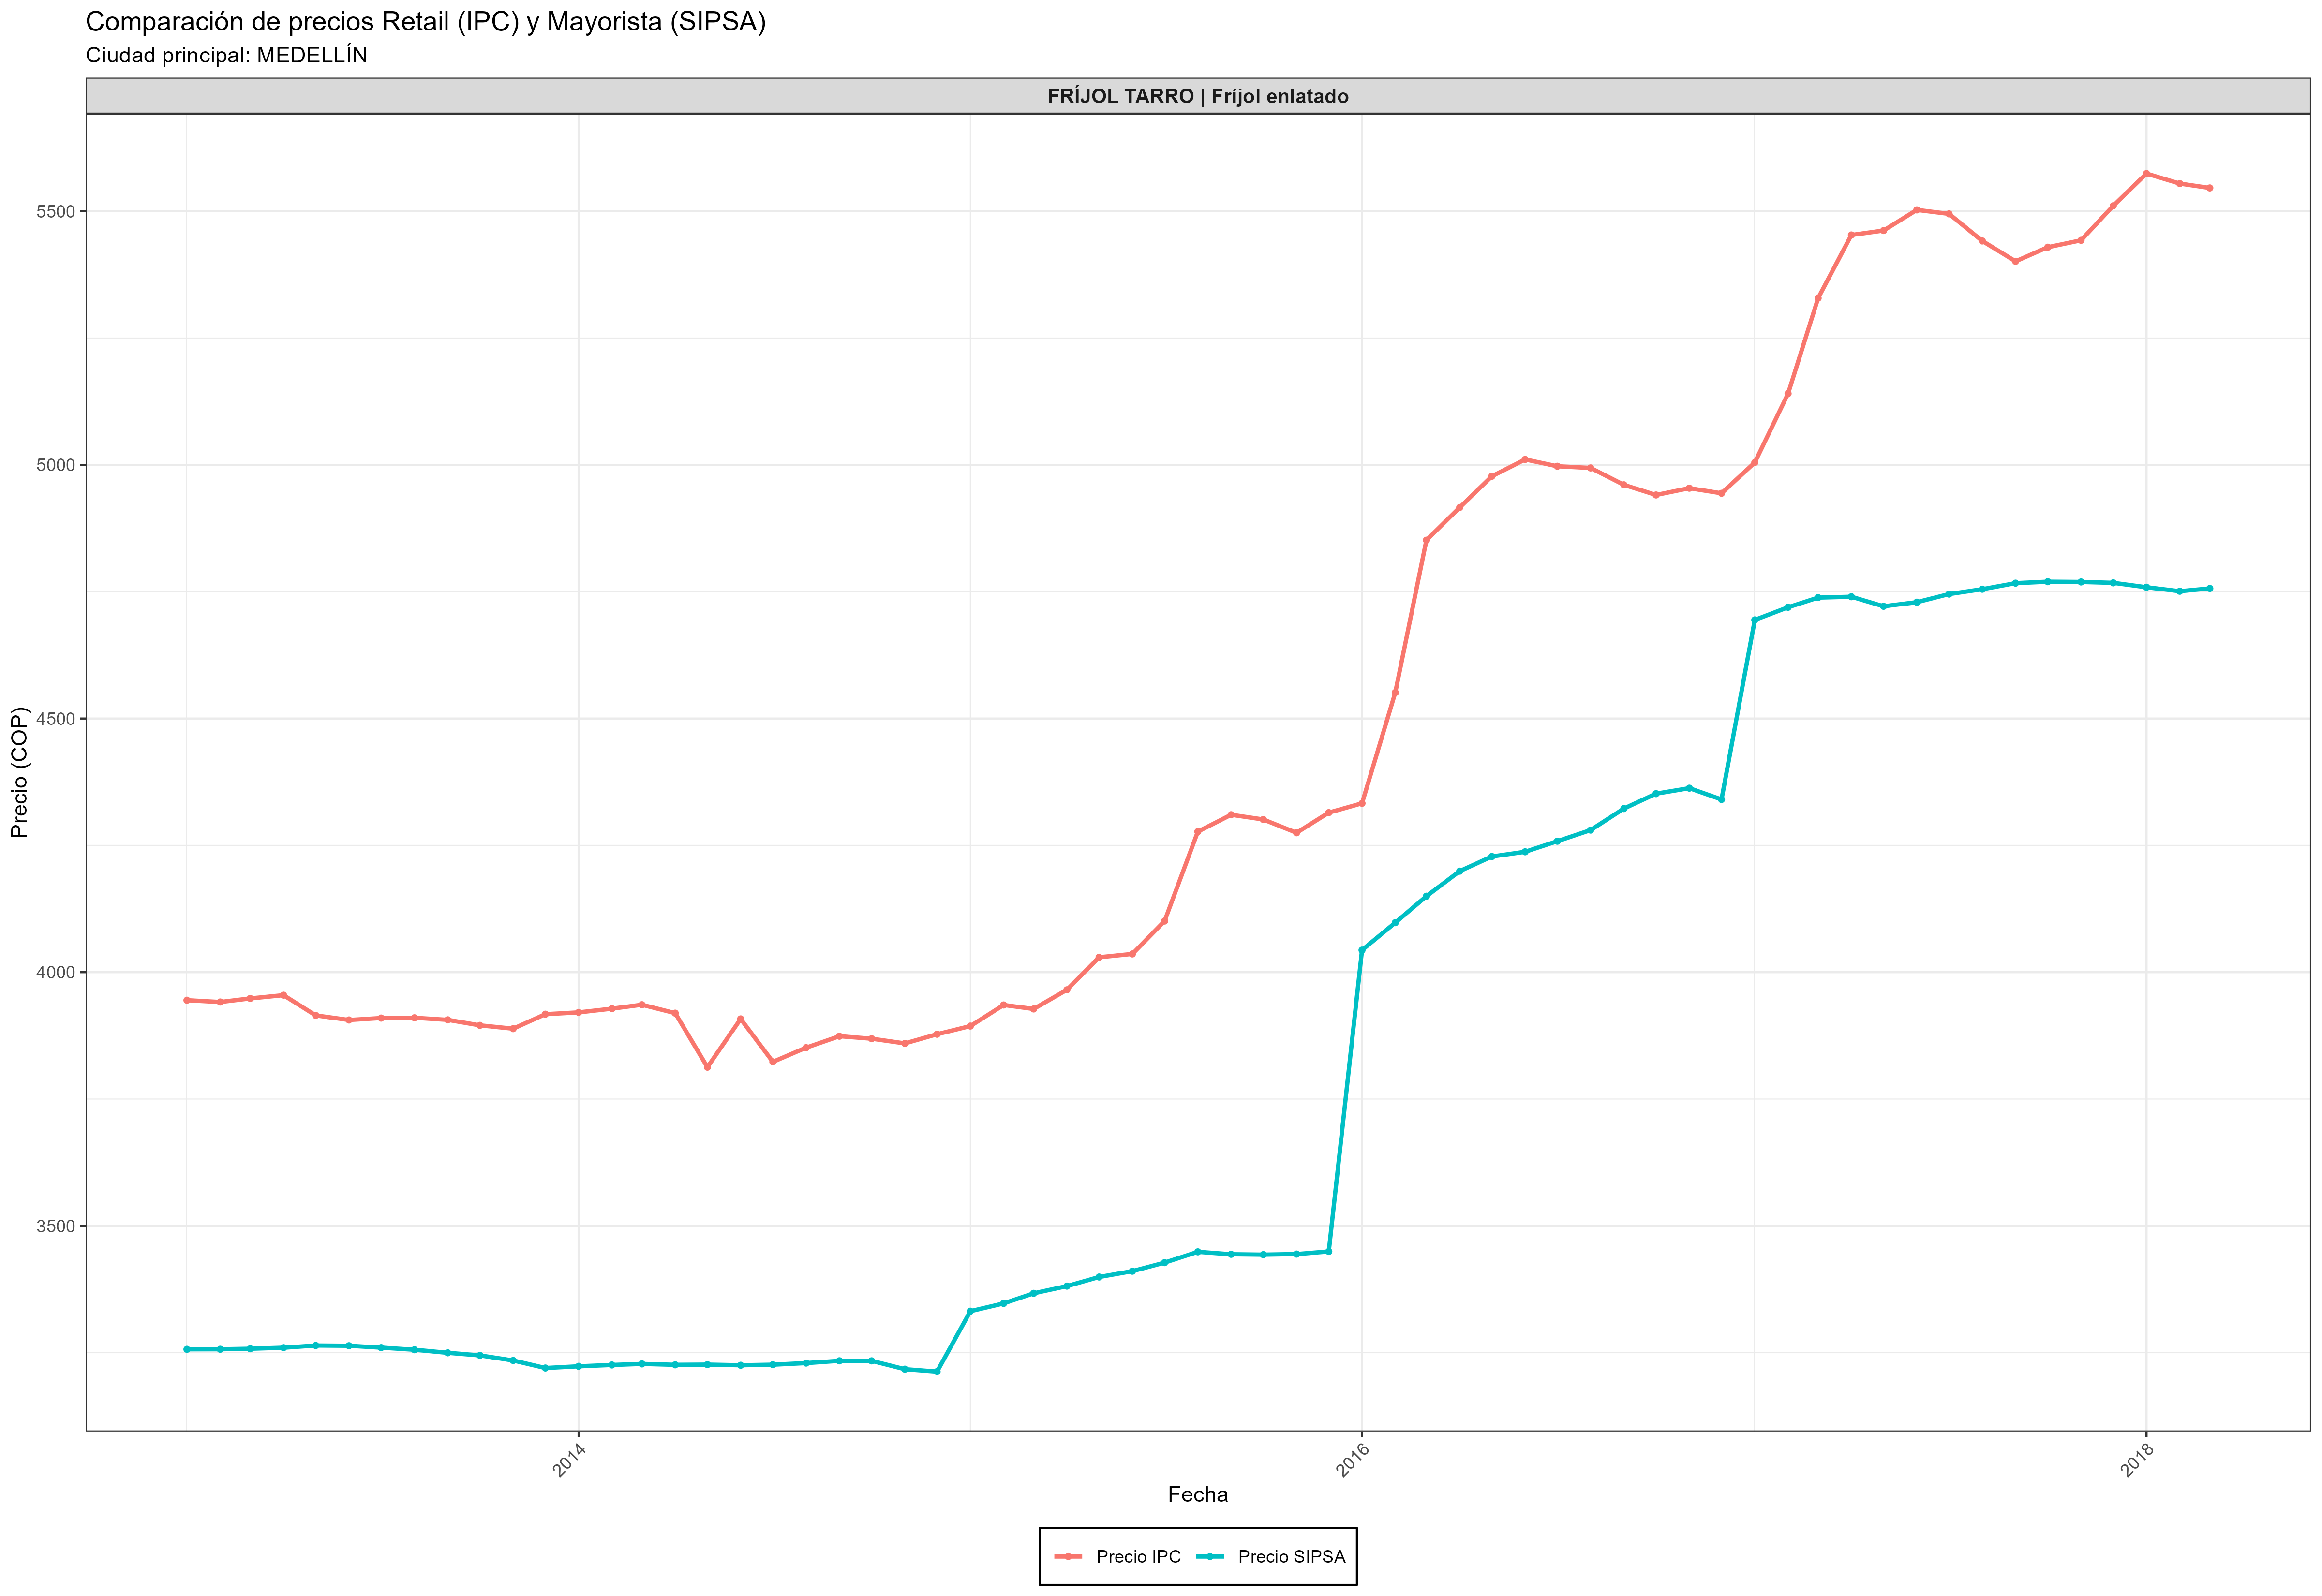 Comparación de precios Retail (IPC) y Mayorista (SIPSA)
Ciudad principal: MEDELLÍN
FRÍJOL TARRO | Fríjol enlatado
5500
5000
4500
4000
3500
Precio (COP)
2014
2016
2018
Fecha
Precio IPC
Precio SIPSA